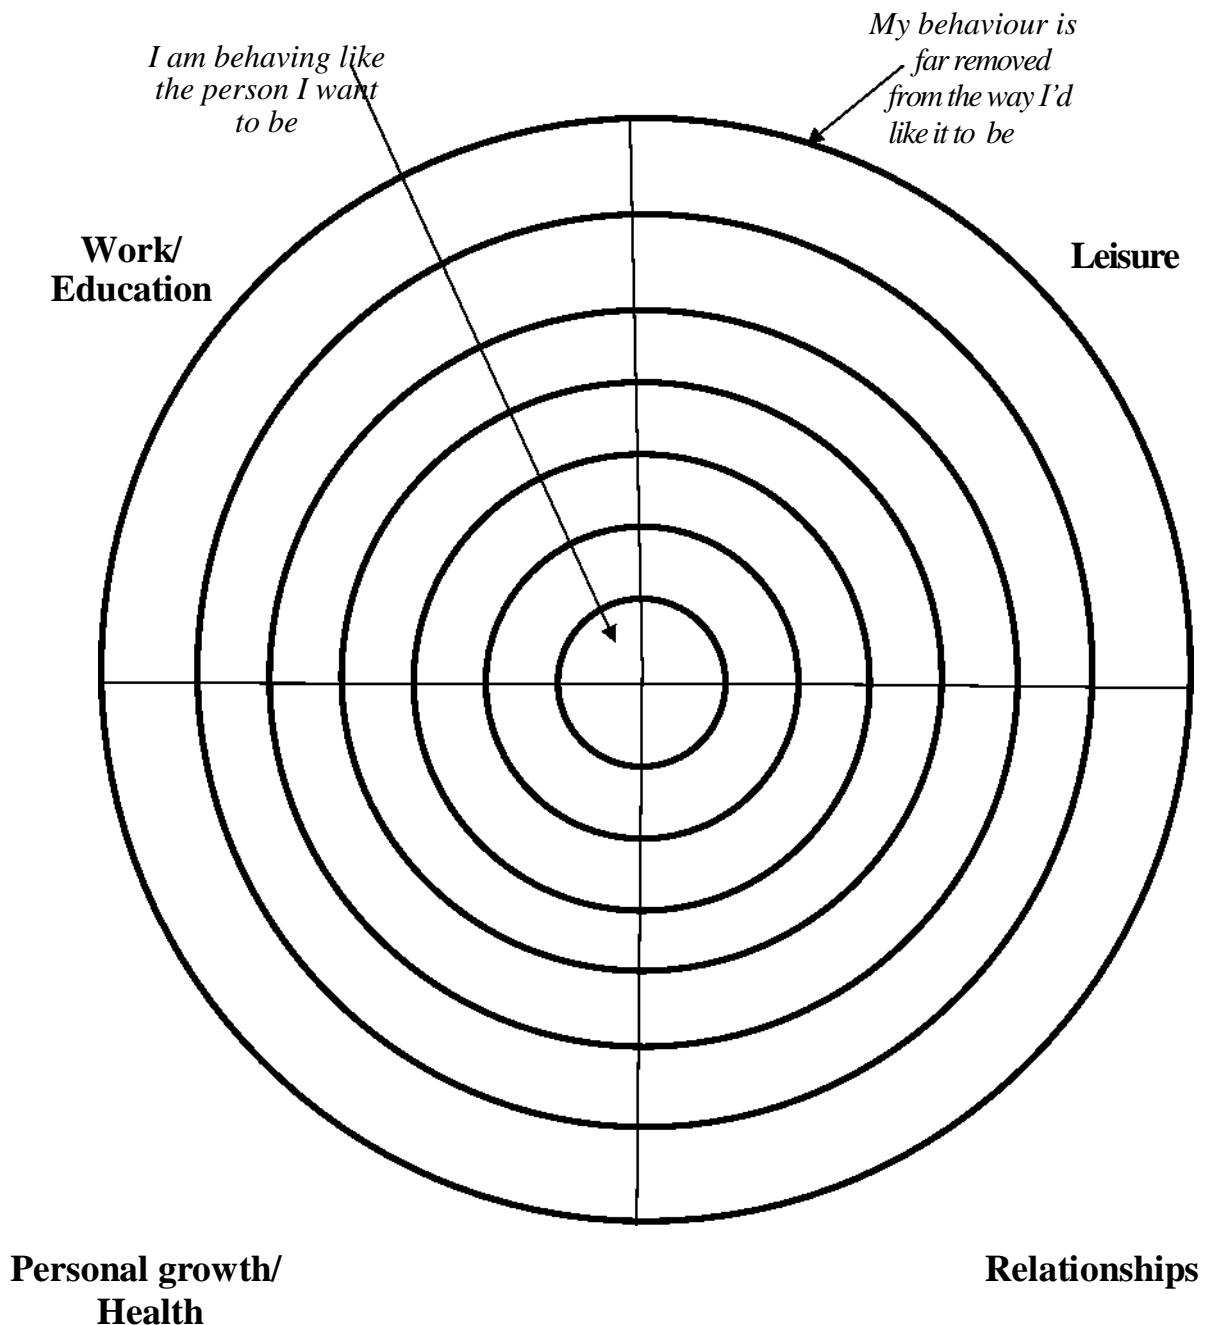 I am behaving like
the person I want
to be
My behaviour is
far removed
from the way I'd
like it to be
Work/
Education
Leisure
Personal growth/
Health
Relationships